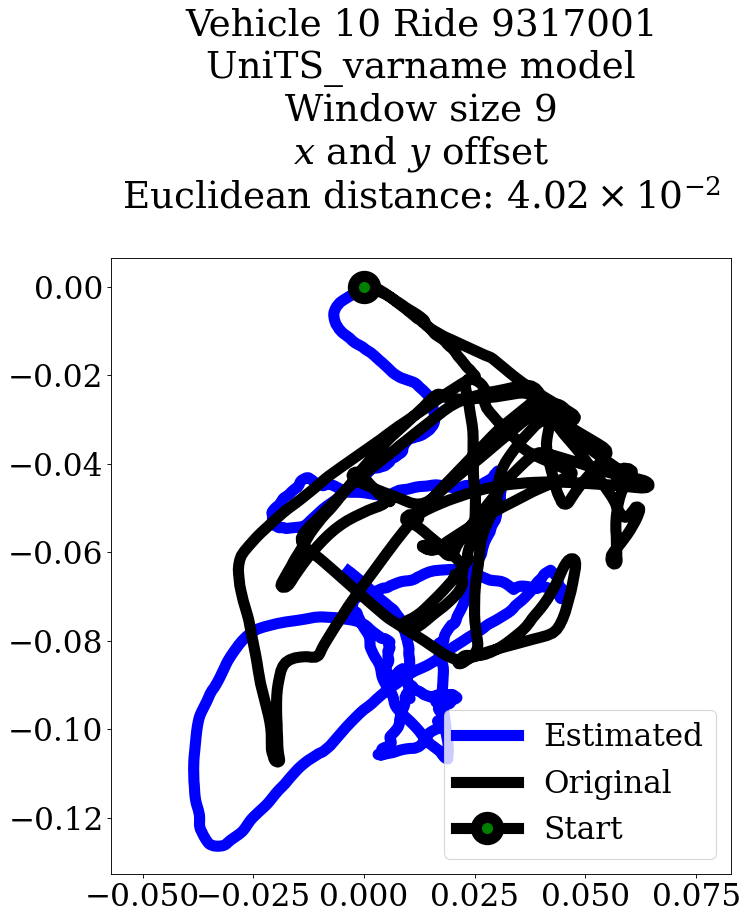 Vehicle 10 Ride 9317001
UniTS_varname model
Window size 9
x and y offset
Euclidean distance: 4.02 × 10⁻²
0.00
−0.02
−0.04
−0.06
−0.08
−0.10
−0.12
Estimated
Original
Start
−0.050 −0.025 0.000 0.025 0.050 0.075